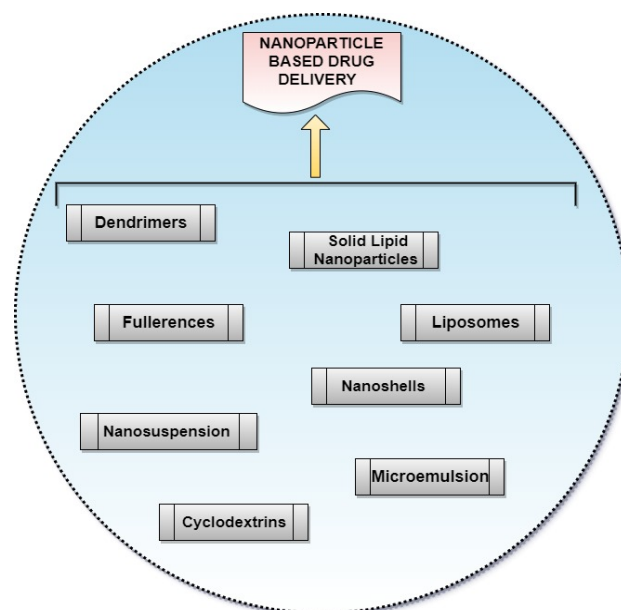 NANOPARTICLE
BASED DRUG
DELIVERY
Dendrimers
Solid Lipid
Nanoparticles
Fullerences
Liposomes
Nanoshells
Nanosuspension
Microemulsion
Cyclodextrins